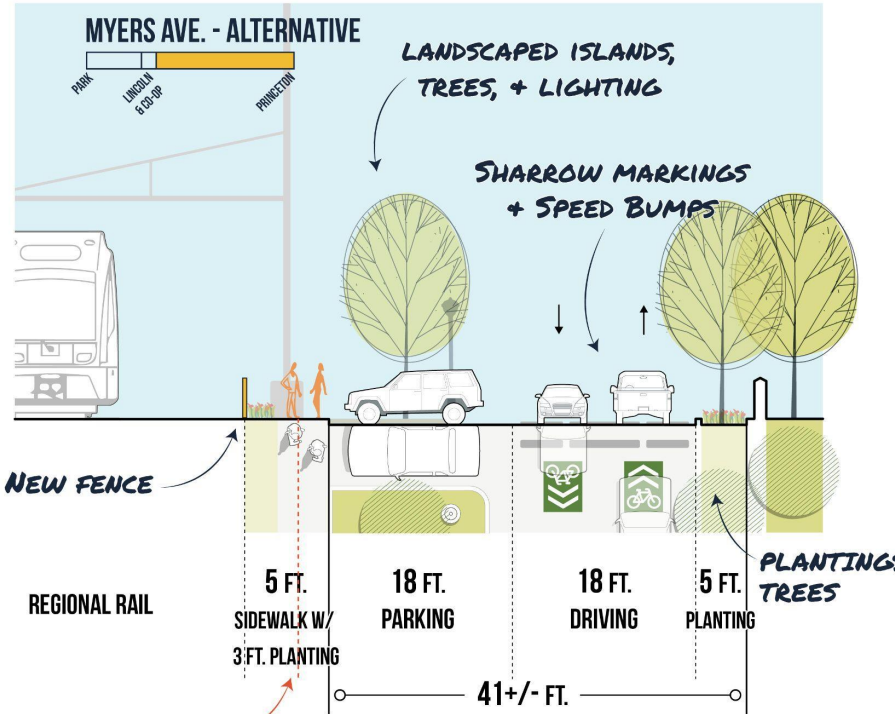 MYERS AVE. - ALTERNATIVE
PARK
LINCOLN
& CO-OP
PRINCETON
LANDSCAPED ISLANDS,
TREES, & LIGHTING
SHARROW MARKINGS
& SPEED BUMPS
NEW FENCE
PLANTINGS
TREES
REGIONAL RAIL
5 FT.
SIDEWALK W/
3 FT. PLANTING
18 FT.
PARKING
18 FT.
DRIVING
5 FT.
PLANTING
41+/- FT.